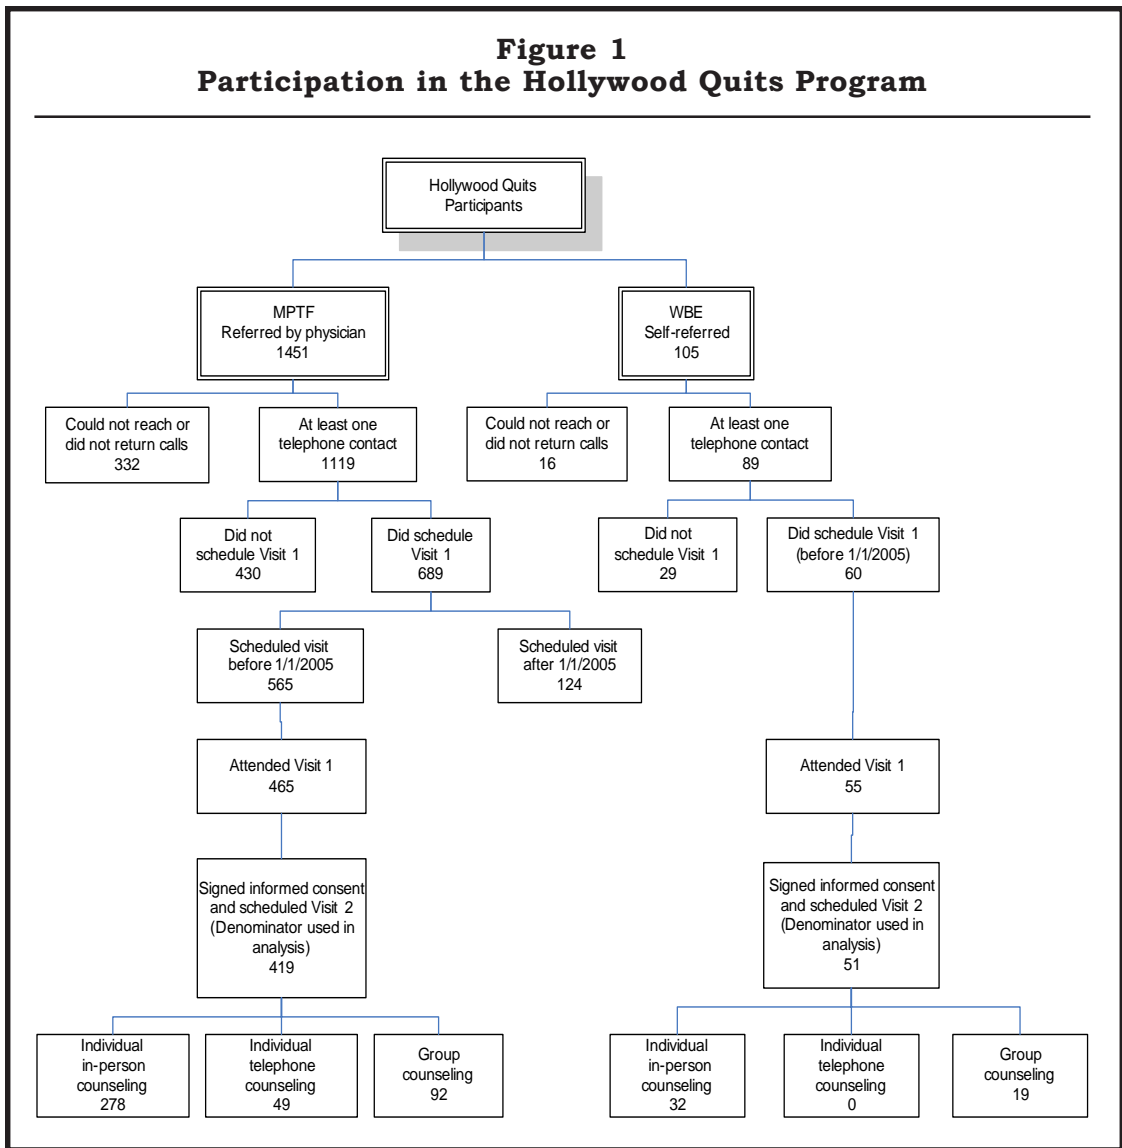 Figure 1
Participation in the Hollywood Quits Program
Hollywood Quits
Participants
MPTF
Referred by physician
1451
WBE
Self-referred
105
Could not reach or
did not return calls
332
At least one
telephone contact
1119
Could not reach or
did not return calls
16
At least one
telephone contact
89
Did not
schedule Visit 1
430
Did schedule
Visit 1
689
Did not
schedule Visit 1
29
Did schedule Visit 1
(before 1/1/2005)
60
Scheduled visit
before 1/1/2005
565
Scheduled visit
after 1/1/2005
124
Attended Visit 1
465
Attended Visit 1
55
Signed informed consent
and scheduled Visit 2
(Denominator used in
analysis)
419
Signed informed consent
and scheduled Visit 2
(Denominator used in
analysis)
51
Individual
in-person
counseling
278
Individual
telephone
counseling
49
Group
counseling
92
Individual
in-person
counseling
32
Individual
telephone
counseling
0
Group
counseling
19